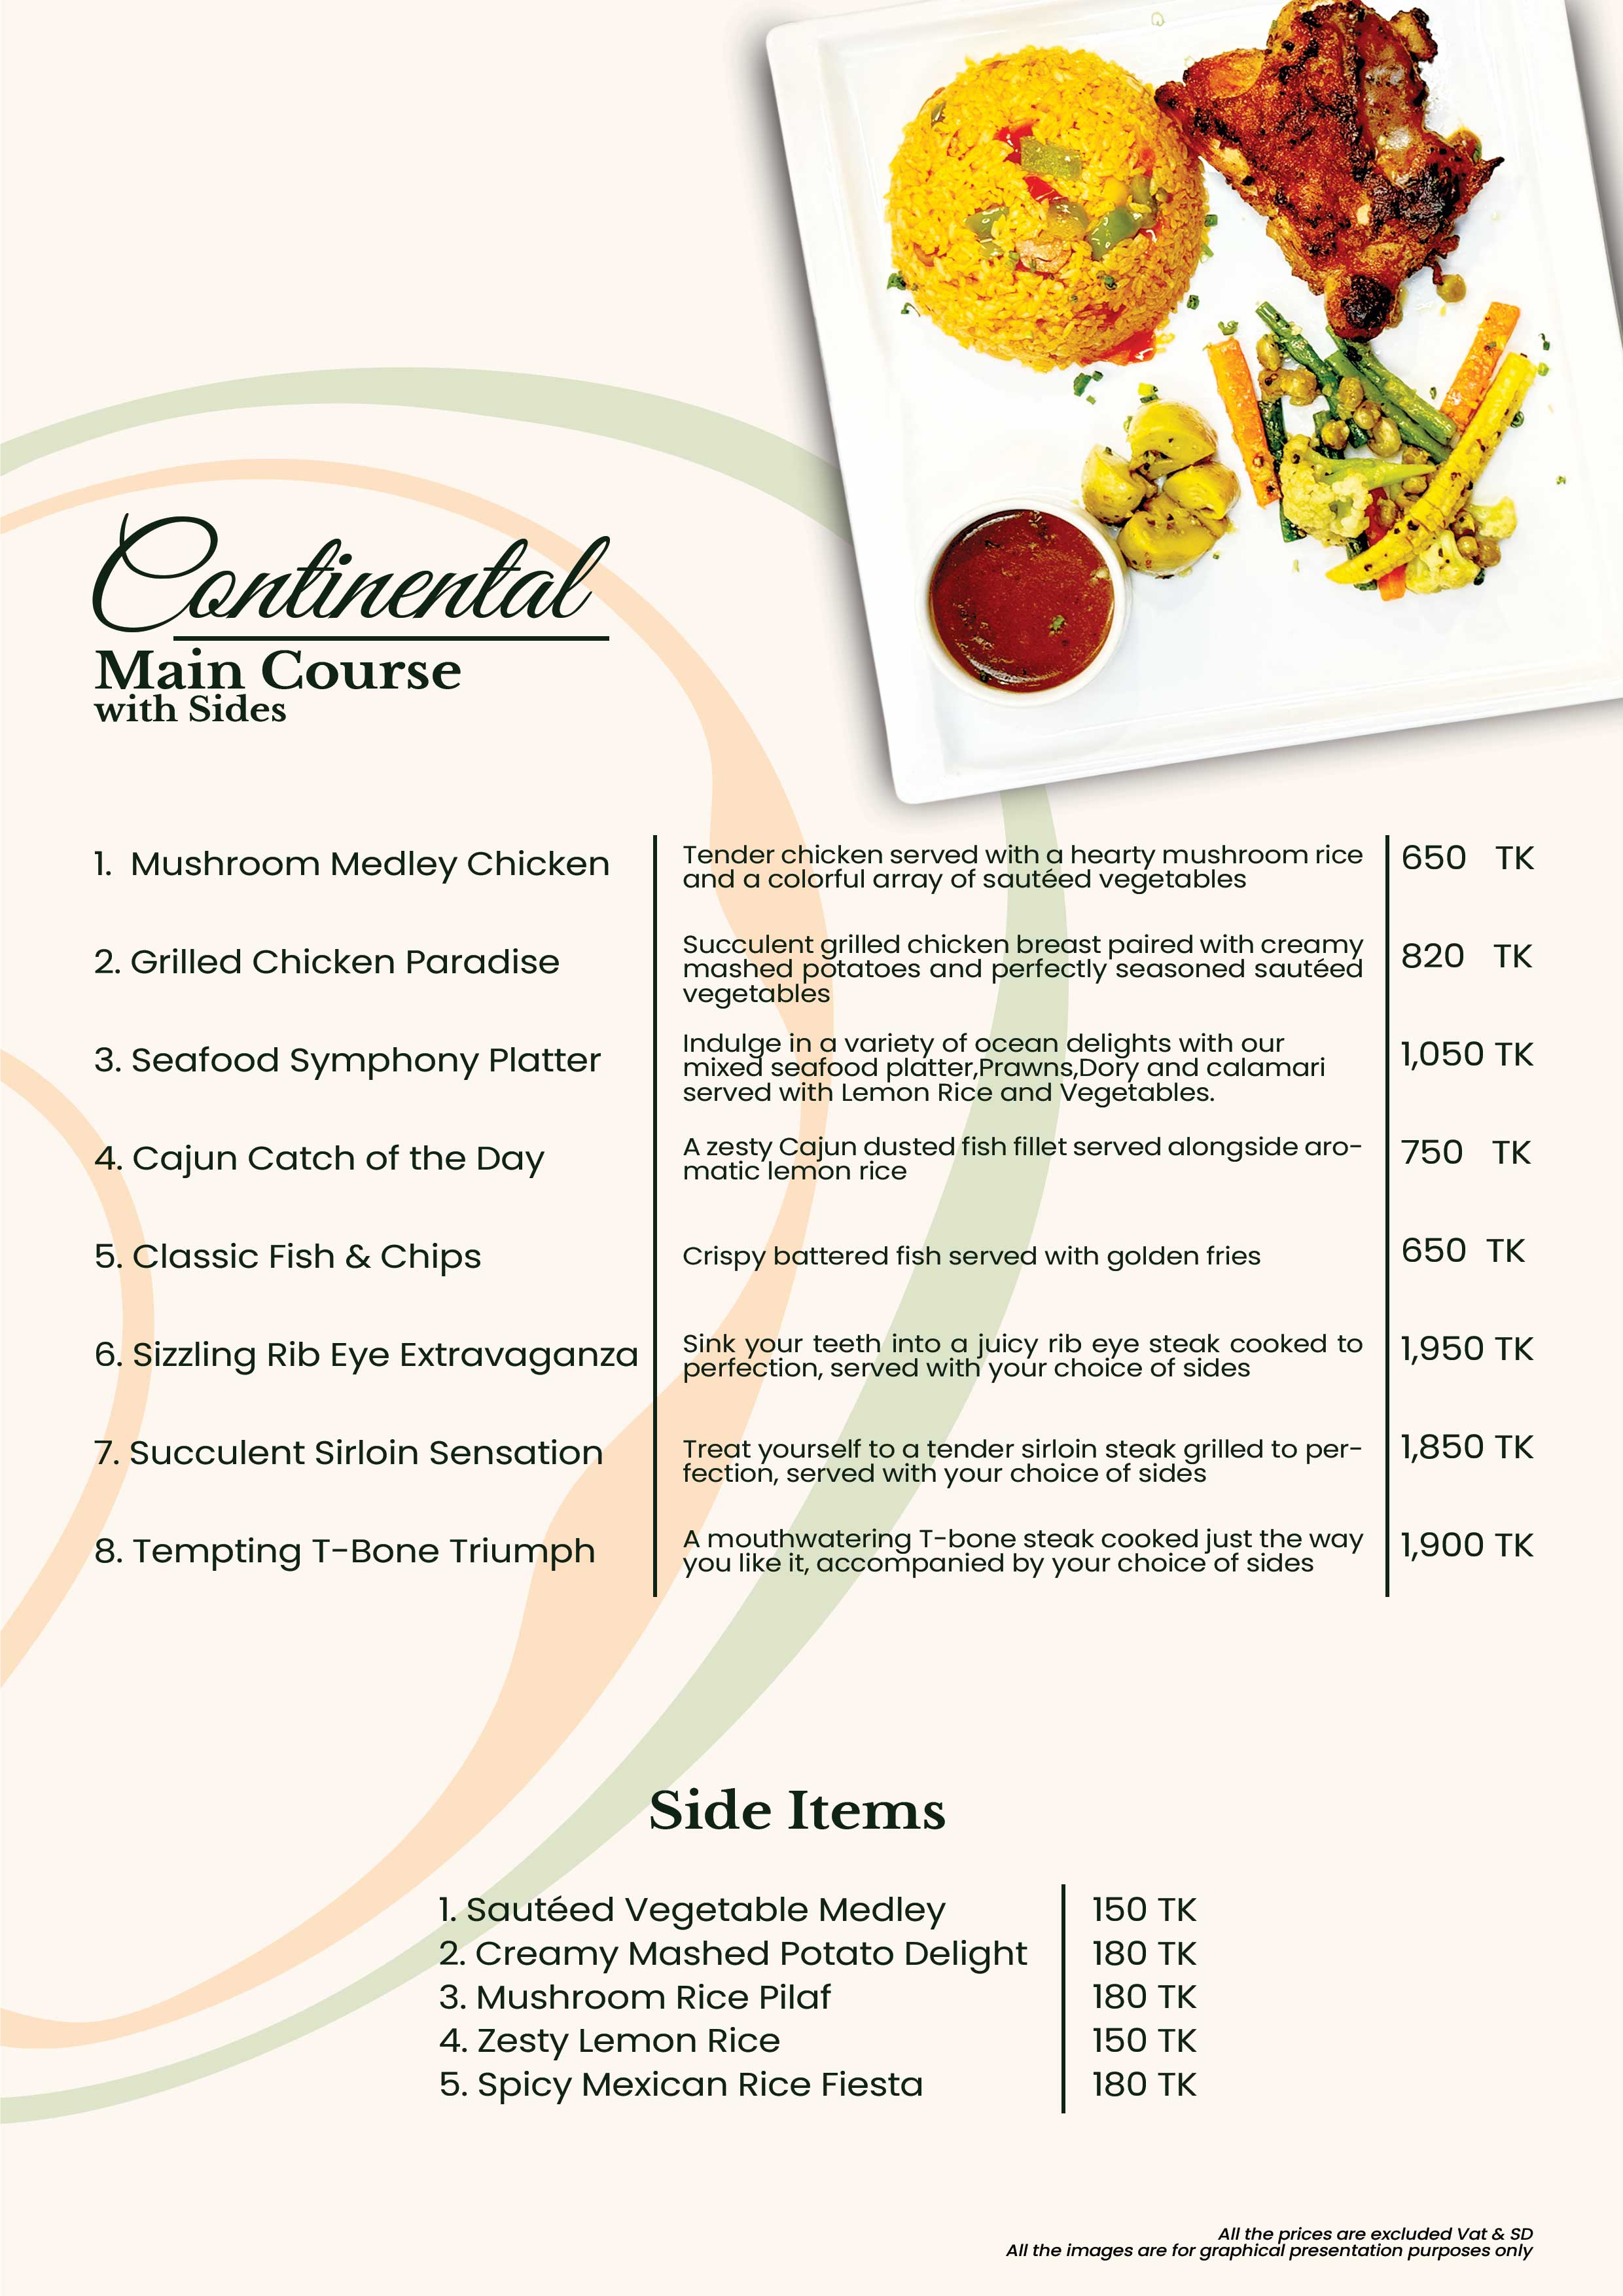 Continental
Main Course
with Sides
1. Mushroom Medley Chicken
Tender chicken served with a hearty mushroom rice
and a colorful array of sautéed vegetables
650 TK
2. Grilled Chicken Paradise
Succulent grilled chicken breast paired with creamy
mashed potatoes and perfectly seasoned sautéed
vegetables
820 TK
3. Seafood Symphony Platter
Indulge in a variety of ocean delights with our
mixed seafood platter,Prawns,Dory and calamari
served with Lemon Rice and Vegetables.
1,050 TK
4. Cajun Catch of the Day
A zesty Cajun dusted fish fillet served alongside aro-
matic lemon rice
750 TK
5. Classic Fish & Chips
Crispy battered fish served with golden fries
650 TK
6. Sizzling Rib Eye Extravaganza
Sink your teeth into a juicy rib eye steak cooked to
perfection, served with your choice of sides
1,950 TK
7. Succulent Sirloin Sensation
Treat yourself to a tender sirloin steak grilled to per-
fection, served with your choice of sides
1,850 TK
8. Tempting T-Bone Triumph
A mouthwatering T-bone steak cooked just the way
you like it, accompanied by your choice of sides
1,900 TK
Side Items
1. Sautéed Vegetable Medley 150 TK
2. Creamy Mashed Potato Delight 180 TK
3. Mushroom Rice Pilaf 180 TK
4. Zesty Lemon Rice 150 TK
5. Spicy Mexican Rice Fiesta 180 TK
All the prices are excluded Vat & SD
All the images are for graphical presentation purposes only